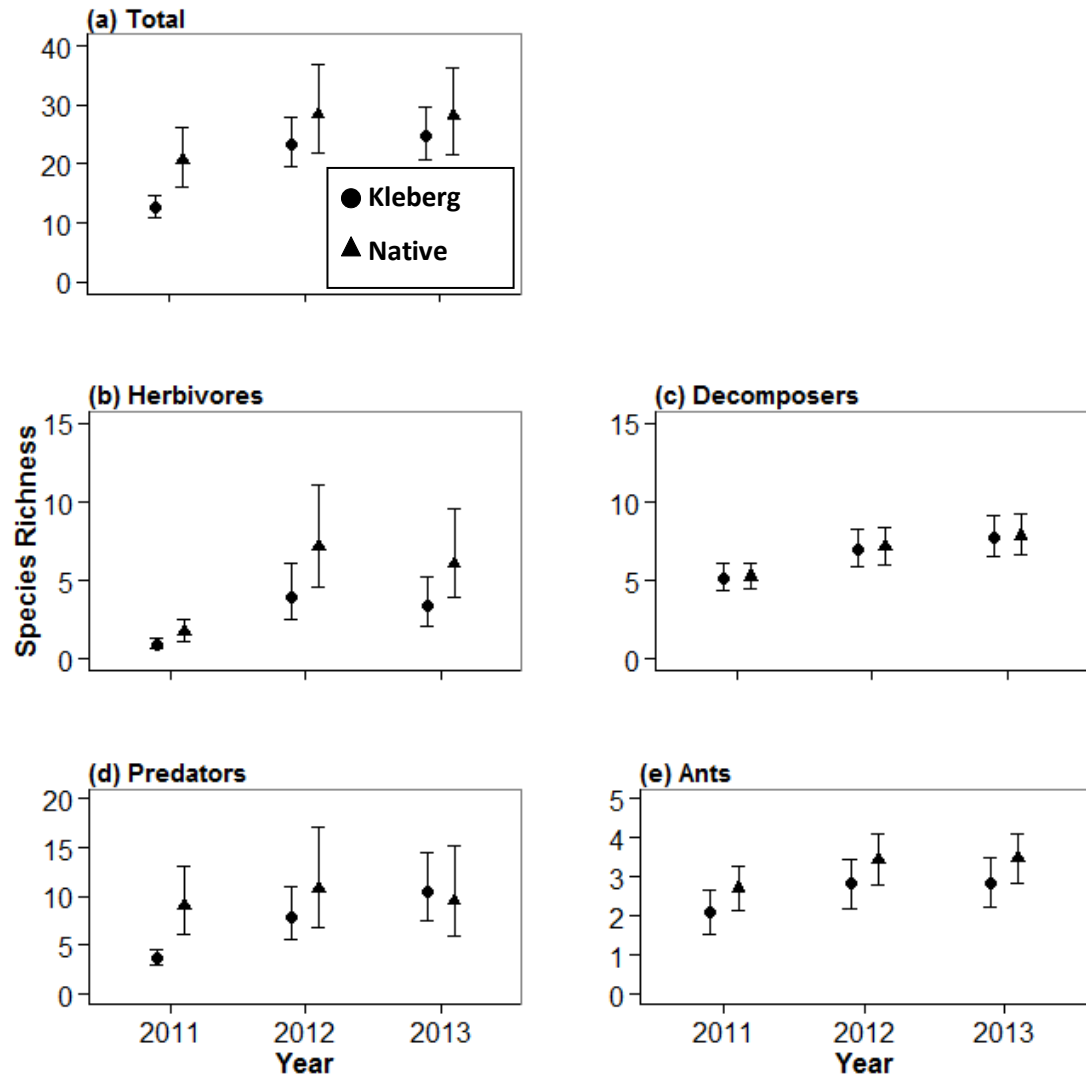 (a) Total
40
30
20
10
0
Kleberg
Native
Species Richness
(b) Herbivores
15
10
5
0
(c) Decomposers
15
10
5
0
(d) Predators
20
15
10
5
0
2011 2012 2013
Year
(e) Ants
5
4
3
2
1
0
2011 2012 2013
Year